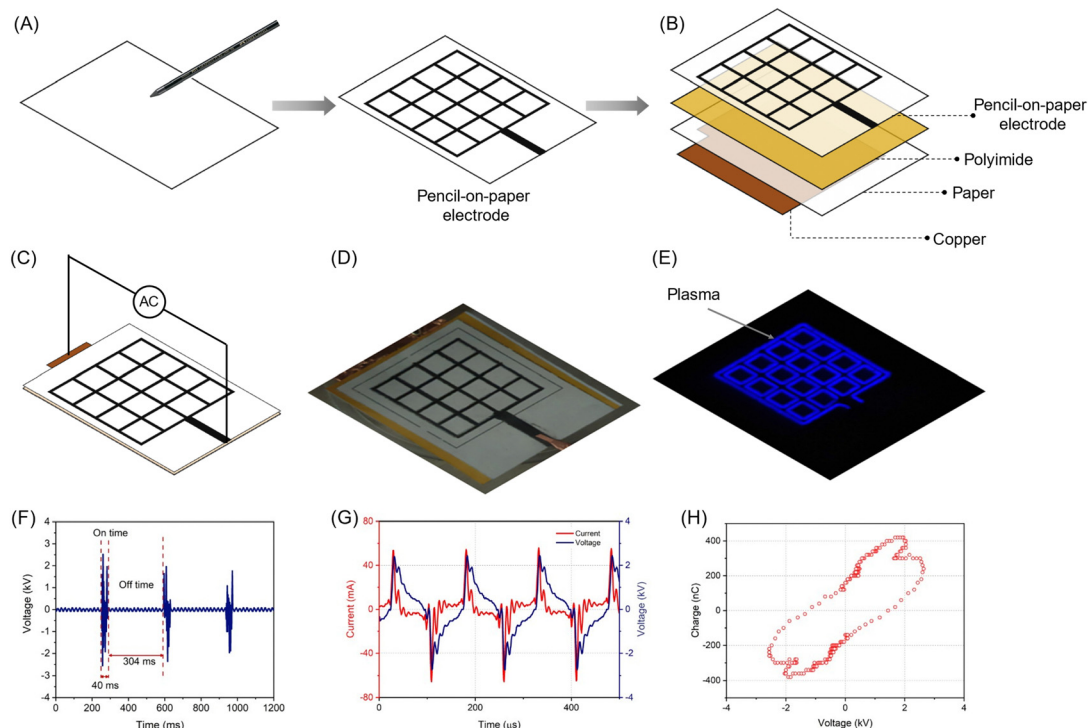 (A)
Pencil-on-paper
electrode
(B)
Pencil-on-paper
electrode
Polyimide
Paper
Copper
(C)
AC
(D)
(E)
Plasma
(F)
4
3
2
1
0
-1
-2
-3
-4
Voltage (kV)
On time
Off time
304 ms
40 ms
0 200 400 600 800 1000 1200
Time (ms)
(G)
80
40
0
-40
-80
Current (mA)
Current
Voltage
4
2
0
-2
-4
Voltage (kV)
0 200 400
Time (μs)
(H)
400
200
0
-200
-400
Charge (nC)
-4 -2 0 2 4
Voltage (kV)